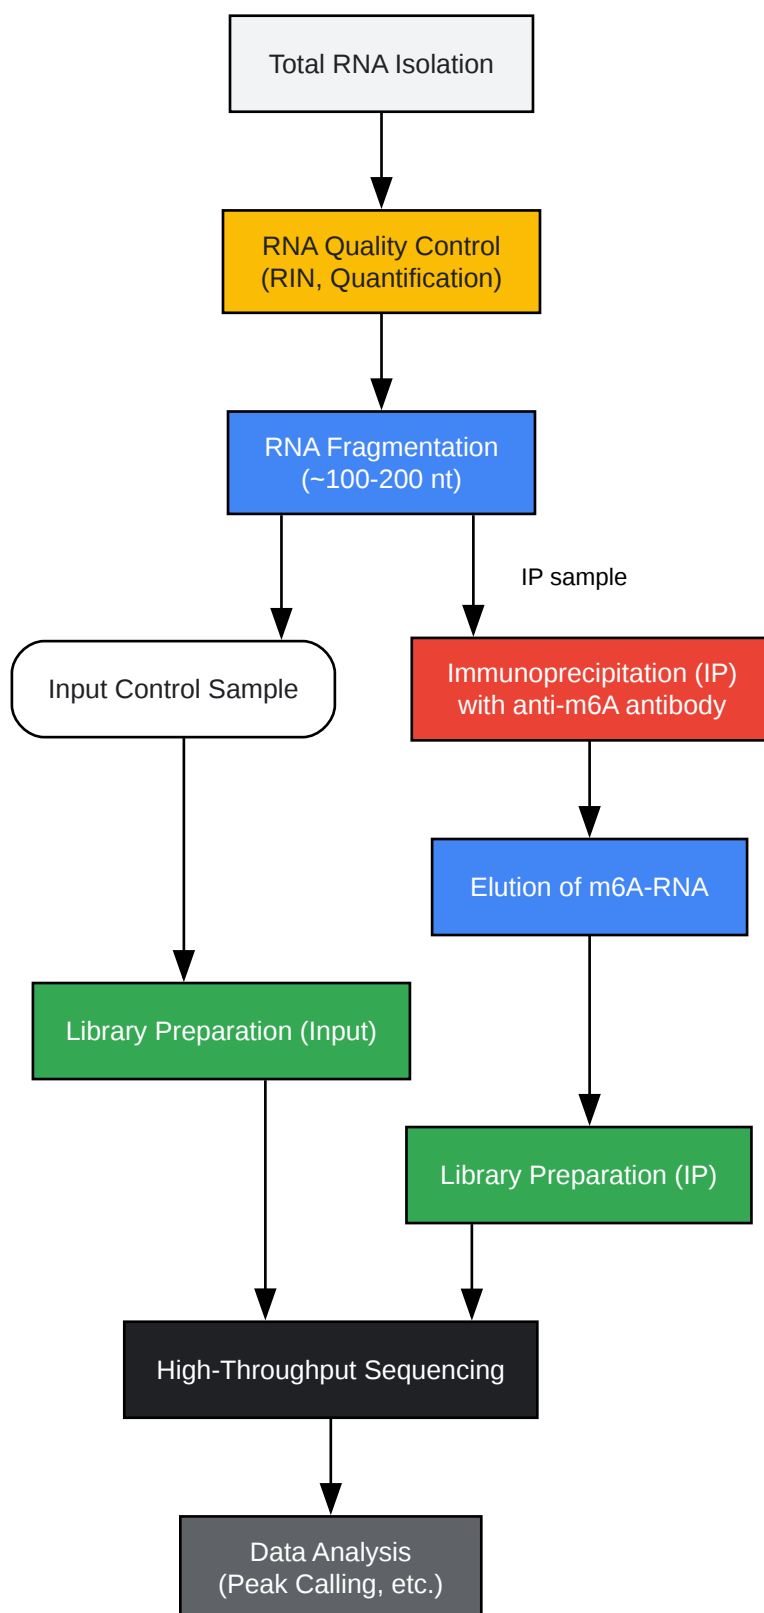 Total RNA Isolation
RNA Quality Control
(RIN, Quantification)
RNA Fragmentation
(~100-200 nt)
IP sample
Input Control Sample
Immunoprecipitation (IP)
with anti-m6A antibody
Elution of m6A-RNA
Library Preparation (Input)
Library Preparation (IP)
High-Throughput Sequencing
Data Analysis
(Peak Calling, etc.)